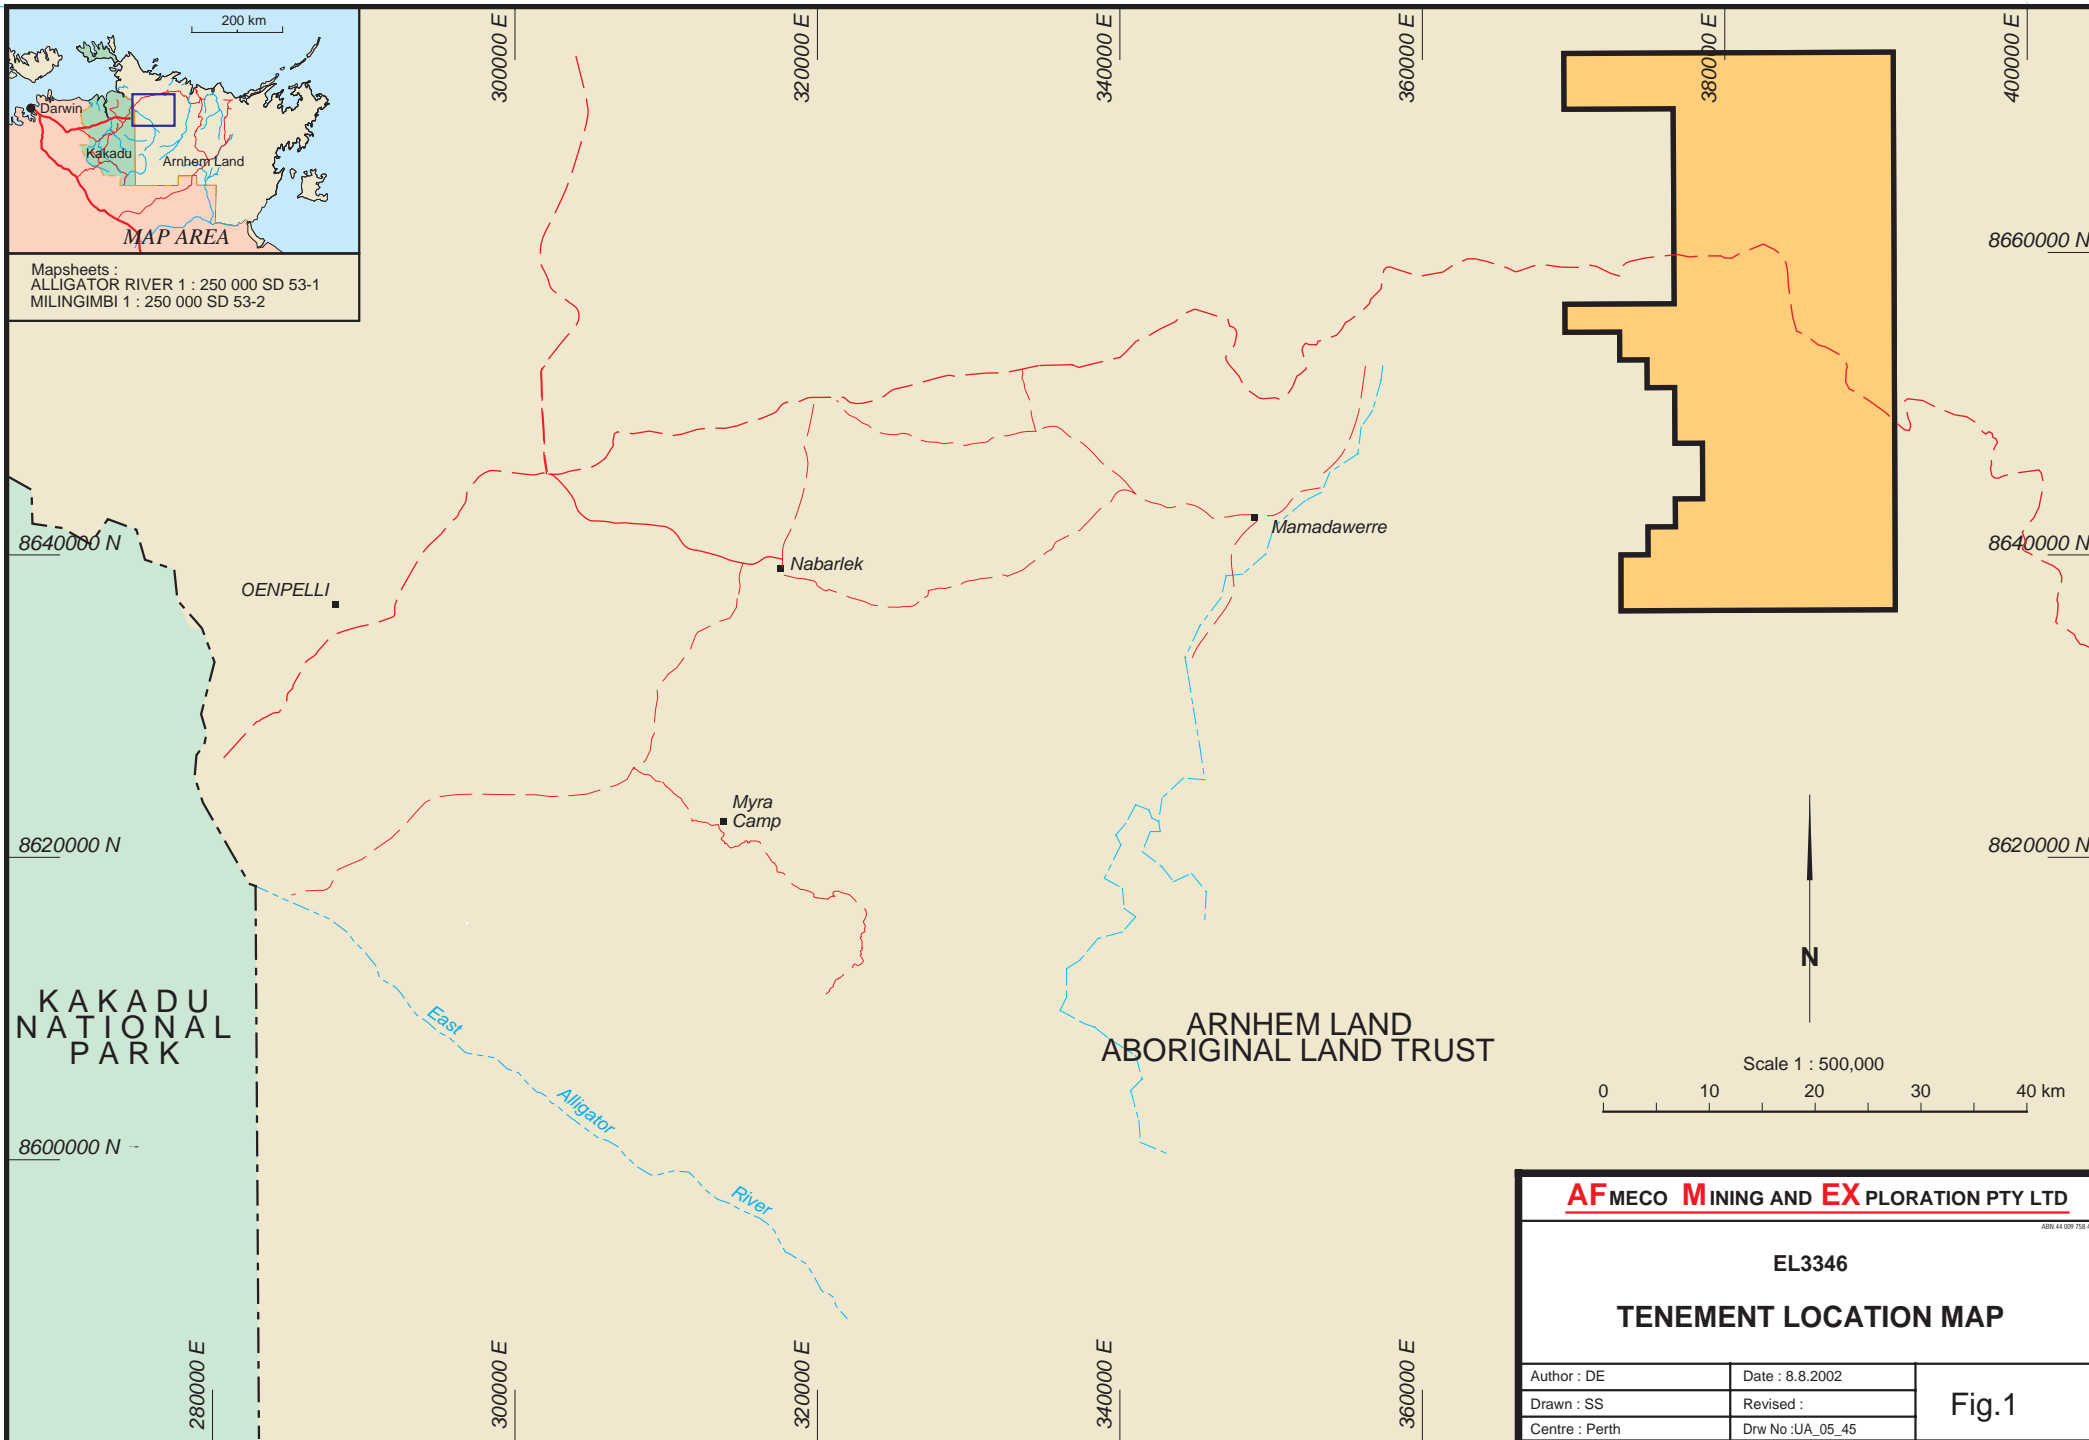 200 km
Darwin
Kakadu
Arnhem Land
MAP AREA
Mapsheets :
ALLIGATOR RIVER 1 : 250 000 SD 53-1
MILINGIMBI 1 : 250 000 SD 53-2
300000 E
320000 E
340000 E
360000 E
380000 E
400000 E
8660000 N
8640000 N
8640000 N
OENPELLI
Nabarlek
Mamadawerre
Myra
Camp
8620000 N
8620000 N
N
KAKADU
NATIONAL
PARK
East
Alligator
River
ARNHEM LAND
ABORIGINAL LAND TRUST
8600000 N
Scale 1 : 500,000
0 10 20 30 40 km
280000 E
300000 E
320000 E
340000 E
360000 E
AFMECO MINING AND EXPLORATION PTY LTD
ABN 44 009 758
EL3346
TENEMENT LOCATION MAP
Author : DE
Date : 8.8.2002
Drawn : SS
Revised :
Centre : Perth
Drw No :UA_05_45
Fig.1